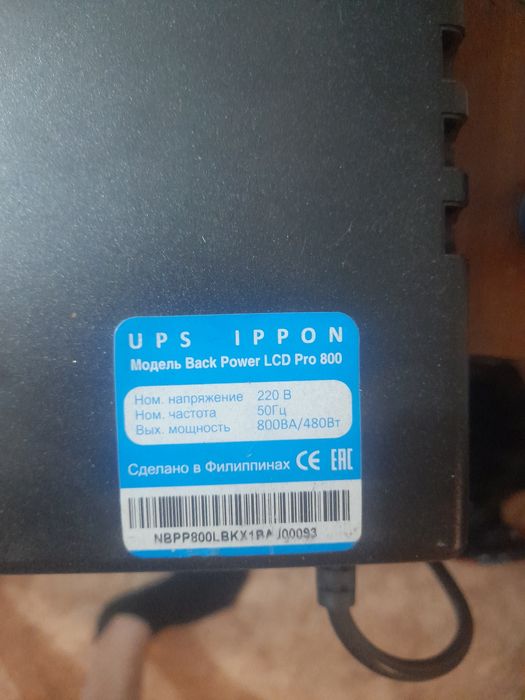 UPS IPPON
Модель Back Power LCD Pro 800
Ном. напряжение 220 В
Ном. частота 50Гц
Вых. мощность 800ВА/480Вт
Сделано в Филиппинах CE EAC